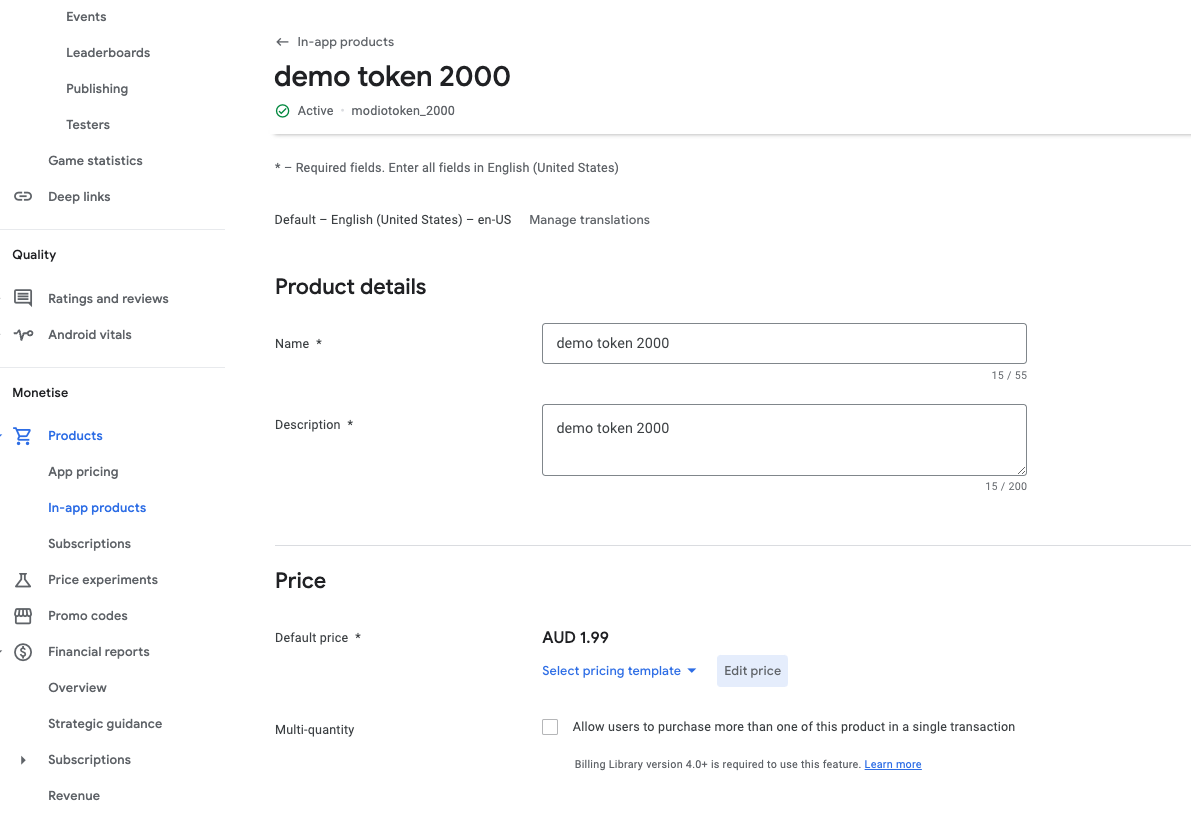 Events
Leaderboards
Publishing
Testers
Game statistics
Deep links
Quality
Ratings and reviews
Android vitals
Monetise
Products
App pricing
In-app products
Subscriptions
Price experiments
Promo codes
Financial reports
Overview
Strategic guidance
Subscriptions
Revenue
← In-app products
demo token 2000
Active · modiotoken_2000
* – Required fields. Enter all fields in English (United States)
Default – English (United States) – en-US Manage translations
Product details
Name *
demo token 2000
15 / 55
Description *
demo token 2000
15 / 200
Price
Default price *
AUD 1.99
Select pricing template Edit price
Multi-quantity
Allow users to purchase more than one of this product in a single transaction
Billing Library version 4.0+ is required to use this feature. Learn more